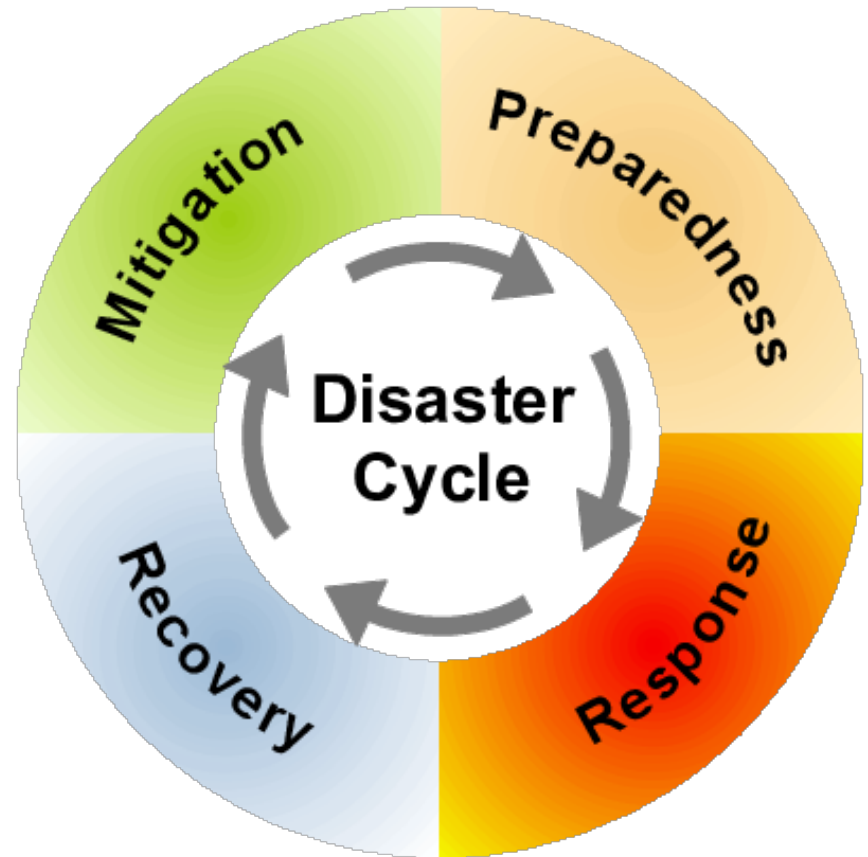 Mitigation
Preparedness
Disaster
Cycle
Recovery
Response